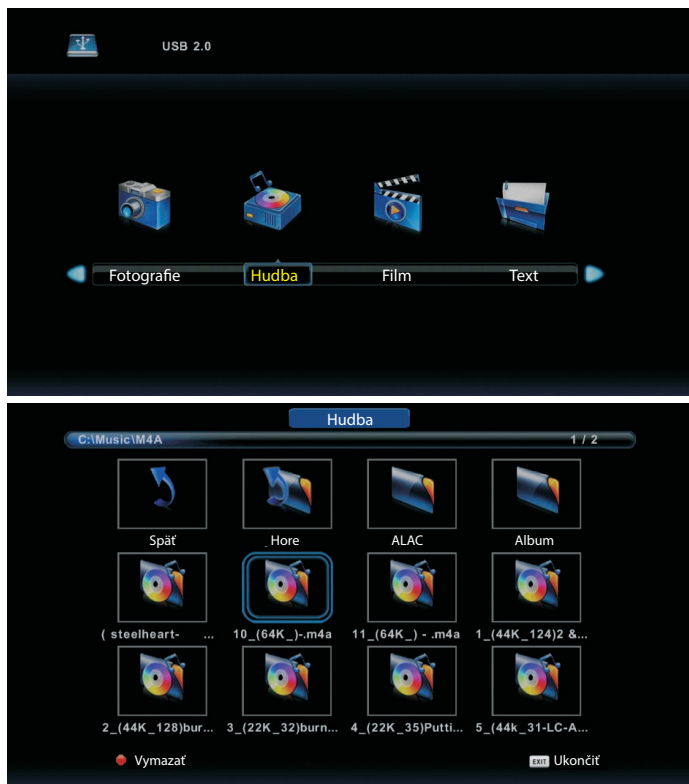 USB 2.0
Fotografie Hudba Film Text
Hudba
C:\Music\M4A 1 / 2
Späť Hore ALAC Album
( steelheart- ... 10_(64K_)-.m4a 11_(64K_) - .m4a 1_(44K_124)2 &...
2_(44K_128)bur... 3_(22K_32)burn... 4_(22K_35)Putti... 5_(44k_31-LC-A...
Vymazať EXIT Ukončiť